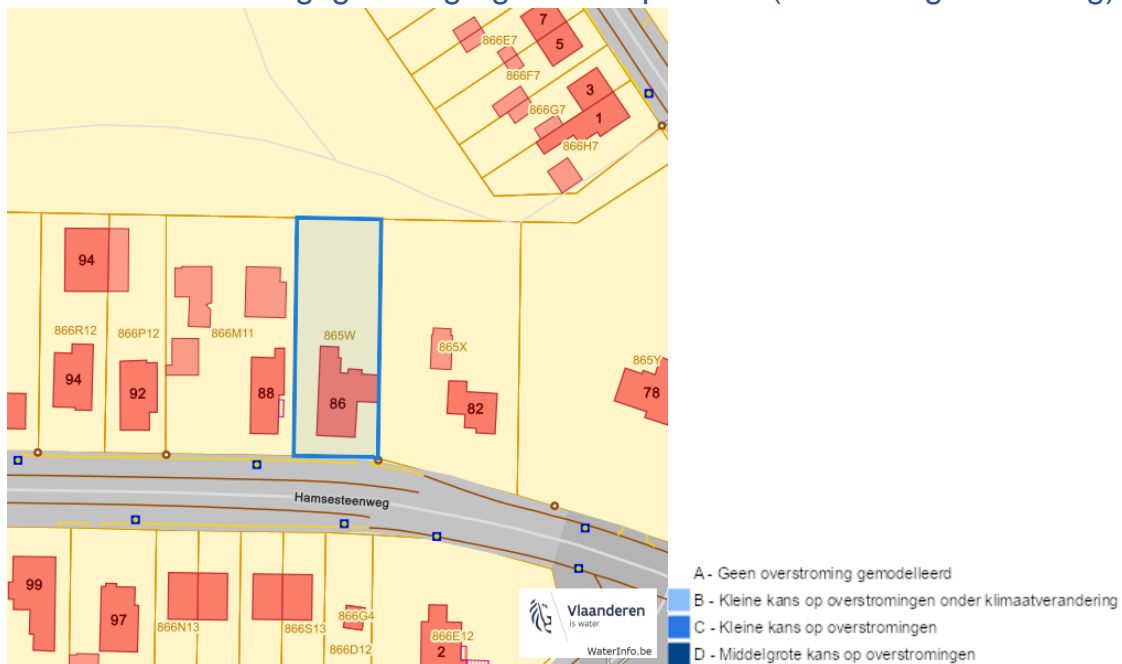 7
866E7
5
866F7
3
866G7
1
866H7
94
865W
866R12
866P12
866M11
865X
865Y
94
92
88
86
82
78
Hamsesteenweg
99
97
866N13
866S13
866G4
866D12
866E12
2
Vlaanderen
is water
WaterInfo.be
A - Geen overstroming gemodelleerd
B - Kleine kans op overstromingen onder klimaatverandering
C - Kleine kans op overstromingen
D - Middelgrote kans op overstromingen